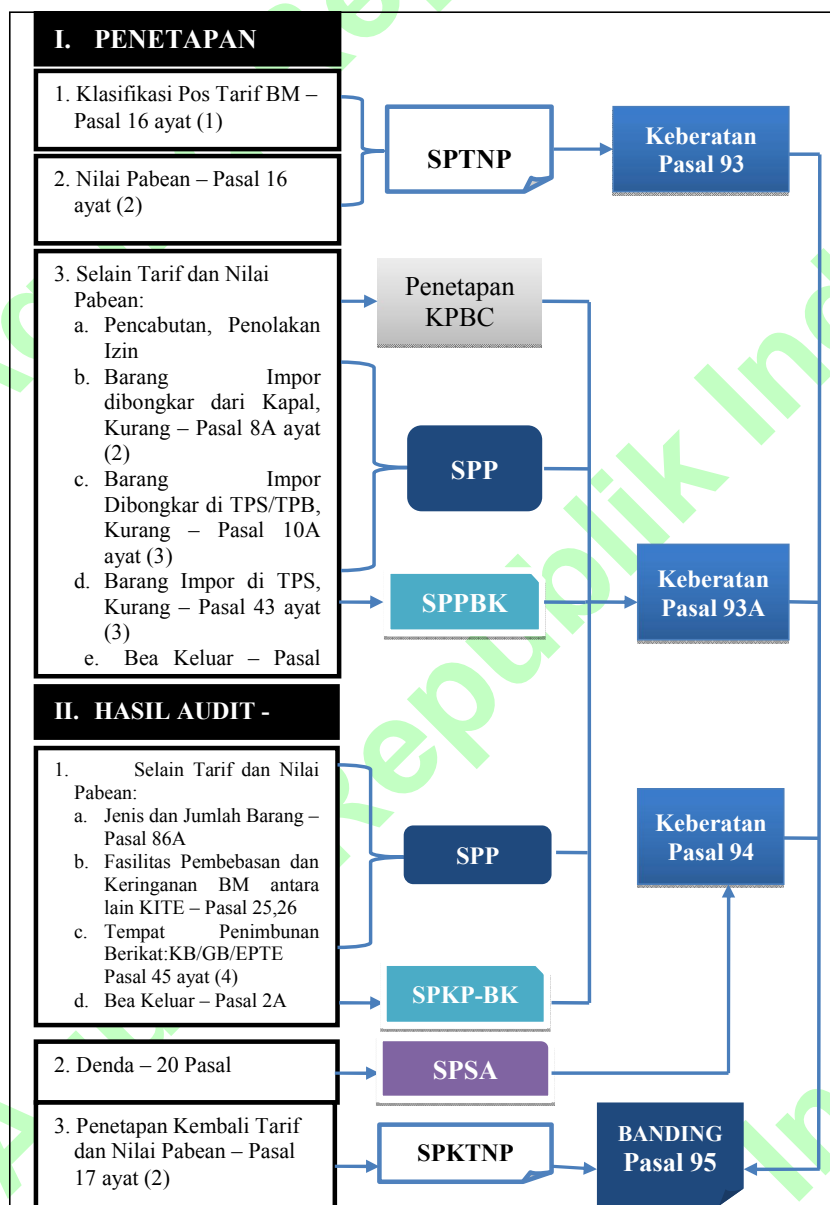 I. PENETAPAN
1. Klasifikasi Pos Tarif BM –
Pasal 16 ayat (1)
2. Nilai Pabean – Pasal 16
ayat (2)
SPTNP
Keberatan
Pasal 93
3. Selain Tarif dan Nilai
Pabean:
a. Pencabutan, Penolakan
Izin
b. Barang Impor
dibongkar dari Kapal,
Kurang – Pasal 8A ayat
(2)
c. Barang Impor
Dibongkar di TPS/TPB,
Kurang – Pasal 10A
ayat (3)
d. Barang Impor di TPS,
Kurang – Pasal 43 ayat
(3)
e. Bea Keluar – Pasal
Penetapan
KPBC
SPP
SPPBK
Keberatan
Pasal 93A
II. HASIL AUDIT -
1. Selain Tarif dan Nilai
Pabean:
a. Jenis dan Jumlah Barang –
Pasal 86A
b. Fasilitas Pembebasan dan
Keringanan BM antara
lain KITE – Pasal 25,26
c. Tempat Penimbunan
Berikat:KB/GB/EPTE
Pasal 45 ayat (4)
d. Bea Keluar – Pasal 2A
SPP
SPKP-BK
Keberatan
Pasal 94
2. Denda – 20 Pasal
SPSA
3. Penetapan Kembali Tarif
dan Nilai Pabean – Pasal
17 ayat (2)
SPKTNP
BANDING
Pasal 95
Republik Ind
Republik
In